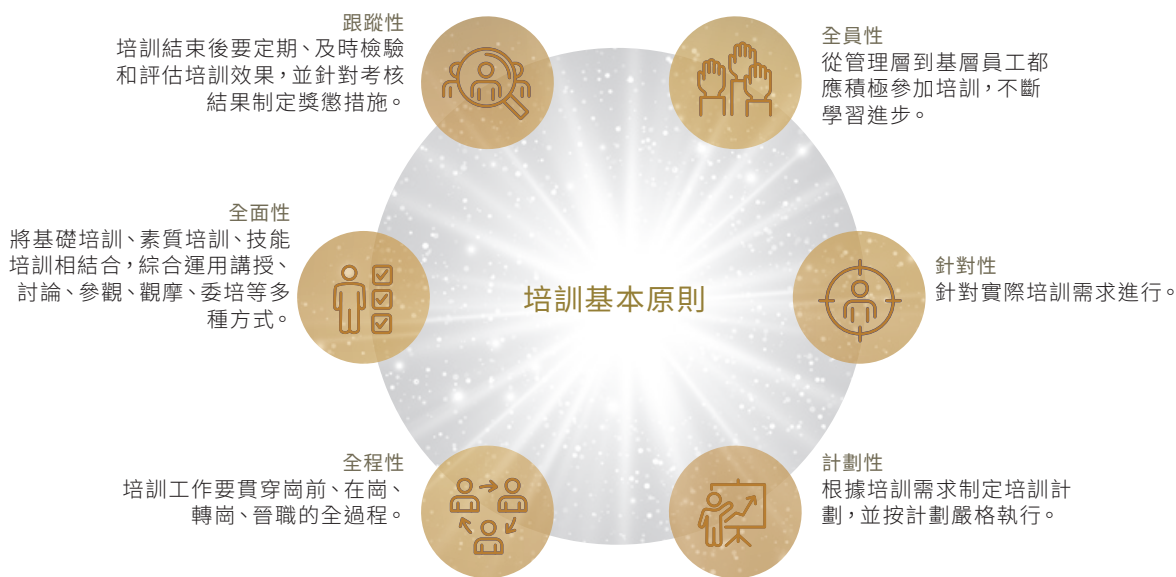 跟蹤性
培訓結束後要定期、及時檢驗
和評估培訓效果,並針對考核
結果制定獎懲措施。
全員性
從管理層到基層員工都
應積極參加培訓,不斷
學習進步。
全面性
將基礎培訓、素質培訓、技能
培訓相結合,綜合運用講授、
討論、參觀、觀摩、委培等多
種方式。
培訓基本原則
針對性
針對實際培訓需求進行。
全程性
培訓工作要貫穿崗前、在崗、
轉崗、晉職的全過程。
計劃性
根據培訓需求制定培訓計
劃,並按計劃嚴格執行。